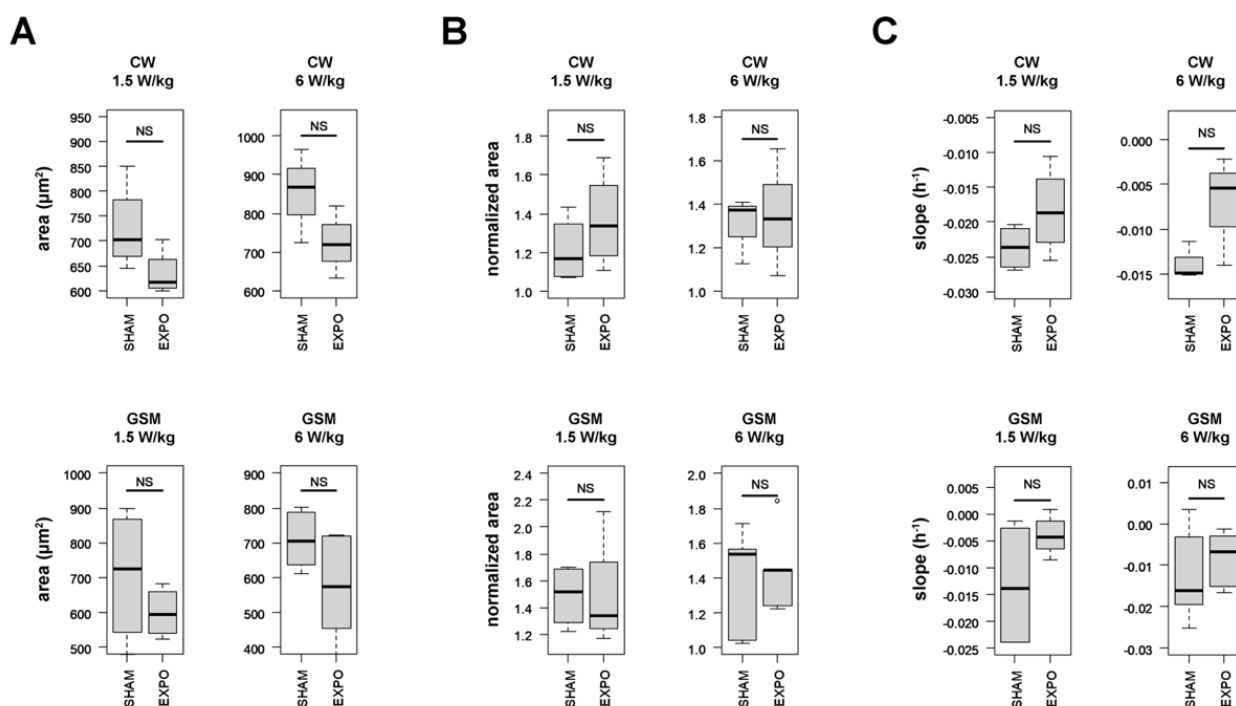 A
CW
1.5 W/kg
area (µm²)
950
900
850
800
750
700
650
600
NS
SHAM
EXPO
CW
6 W/kg
1000
900
800
700
600
NS
SHAM
EXPO
B
CW
1.5 W/kg
normalized area
1.8
1.6
1.4
1.2
1.0
NS
SHAM
EXPO
CW
6 W/kg
1.8
1.6
1.4
1.2
1.0
NS
SHAM
EXPO
C
CW
1.5 W/kg
slope (h⁻¹)
-0.005
-0.010
-0.015
-0.020
-0.025
-0.030
NS
SHAM
EXPO
CW
6 W/kg
0.000
-0.005
-0.010
-0.015
NS
SHAM
EXPO
GSM
1.5 W/kg
area (µm²)
1000
900
800
700
600
500
NS
SHAM
EXPO
GSM
6 W/kg
900
800
700
600
500
400
NS
SHAM
EXPO
GSM
1.5 W/kg
normalized area
2.4
2.2
2.0
1.8
1.6
1.4
1.2
NS
SHAM
EXPO
GSM
6 W/kg
2.0
1.8
1.6
1.4
1.2
1.0
NS
SHAM
EXPO
GSM
1.5 W/kg
slope (h⁻¹)
0.005
0.000
-0.005
-0.010
-0.015
-0.020
-0.025
NS
SHAM
EXPO
GSM
6 W/kg
0.01
0.00
-0.01
-0.02
-0.03
NS
SHAM
EXPO